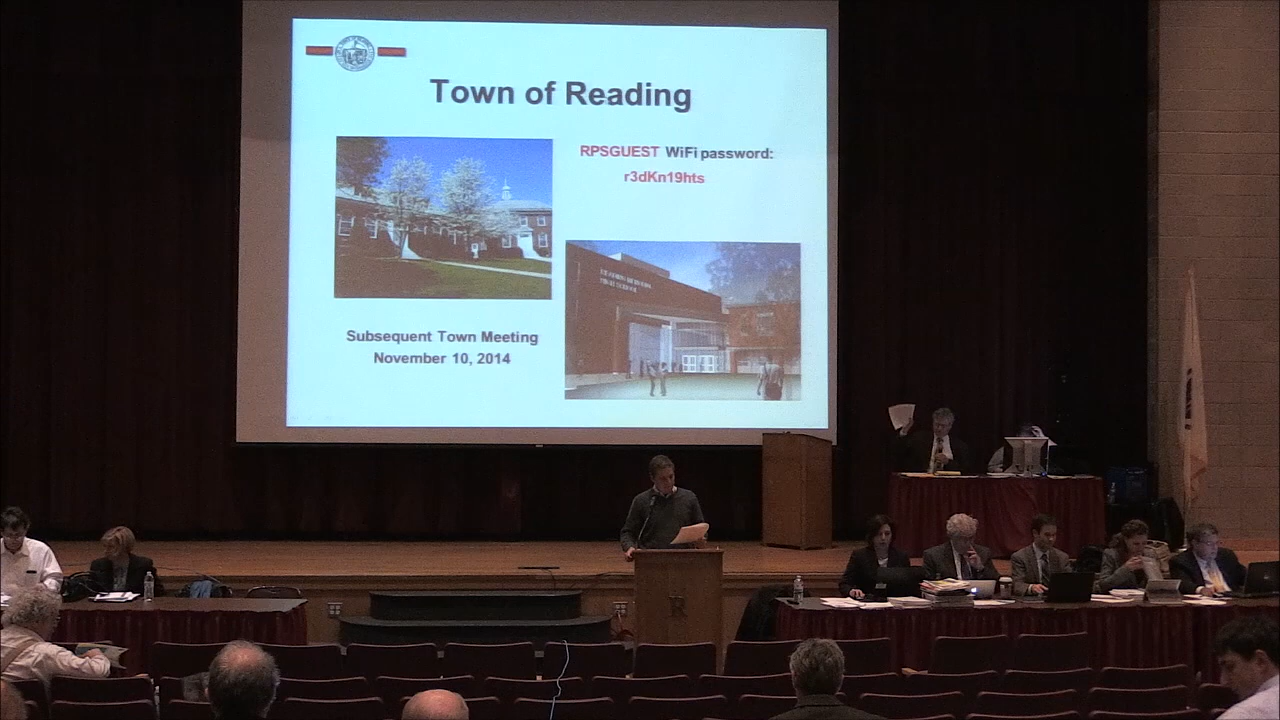 Town of Reading
RPSGUEST WiFi password:
r3dKn19hts
Subsequent Town Meeting
November 10, 2014